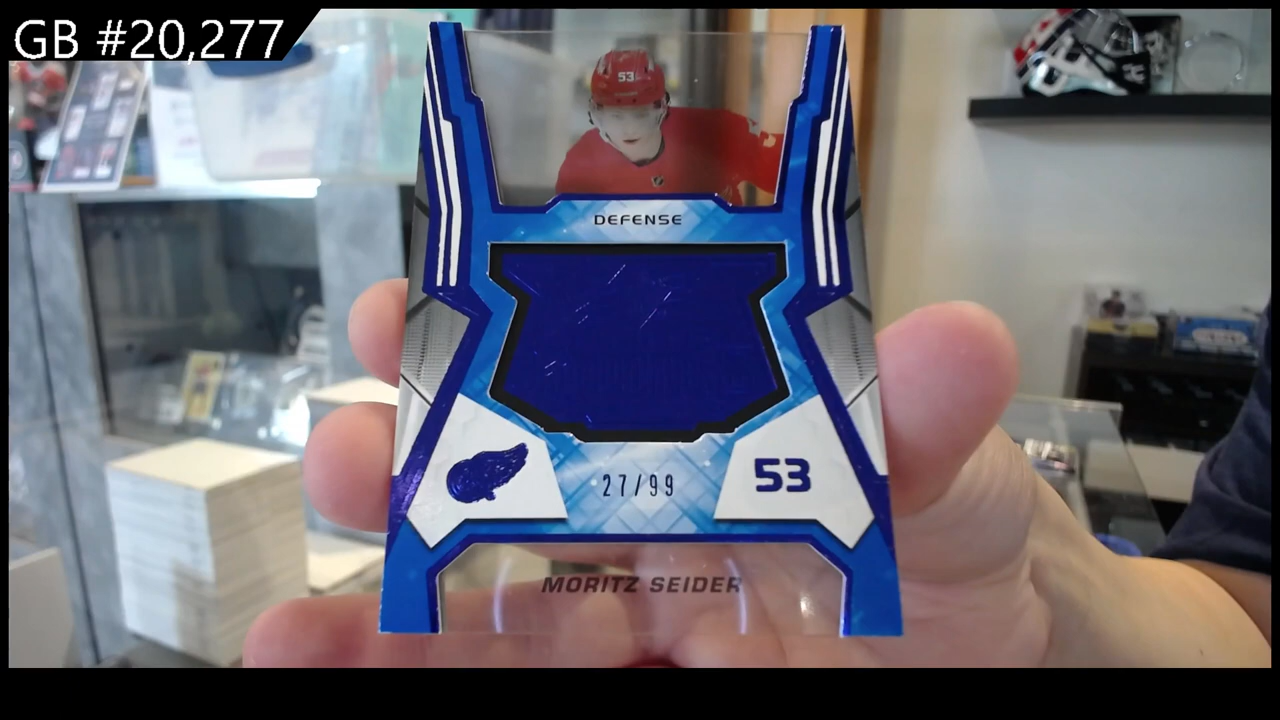 GB #20,277
53
DEFENSE
27/99
53
MORITZ SEIDER